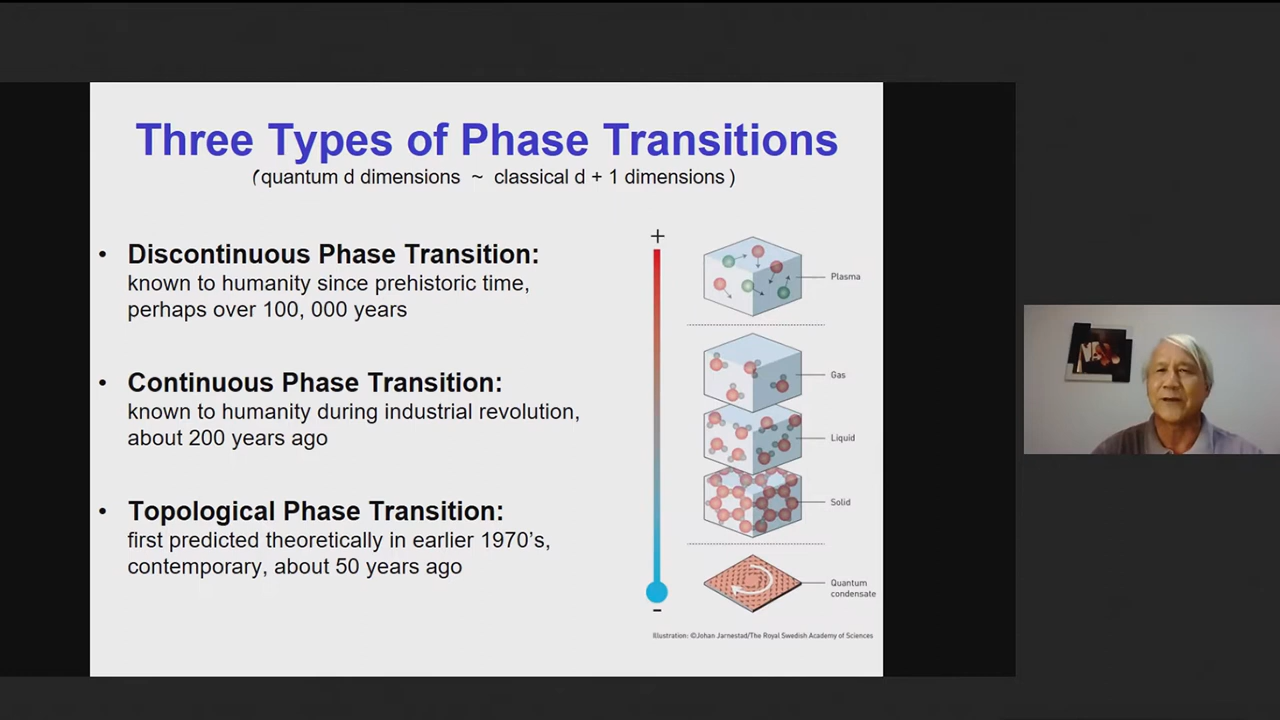 Three Types of Phase Transitions
(quantum d dimensions ~ classical d + 1 dimensions)
• Discontinuous Phase Transition:
known to humanity since prehistoric time,
perhaps over 100, 000 years
• Continuous Phase Transition:
known to humanity during industrial revolution,
about 200 years ago
• Topological Phase Transition:
first predicted theoretically in earlier 1970's,
contemporary, about 50 years ago
+
Plasma
Gas
Liquid
Solid
Quantum
condensate
-
Illustration: ©Johan Jarnestad/The Royal Swedish Academy of Sciences